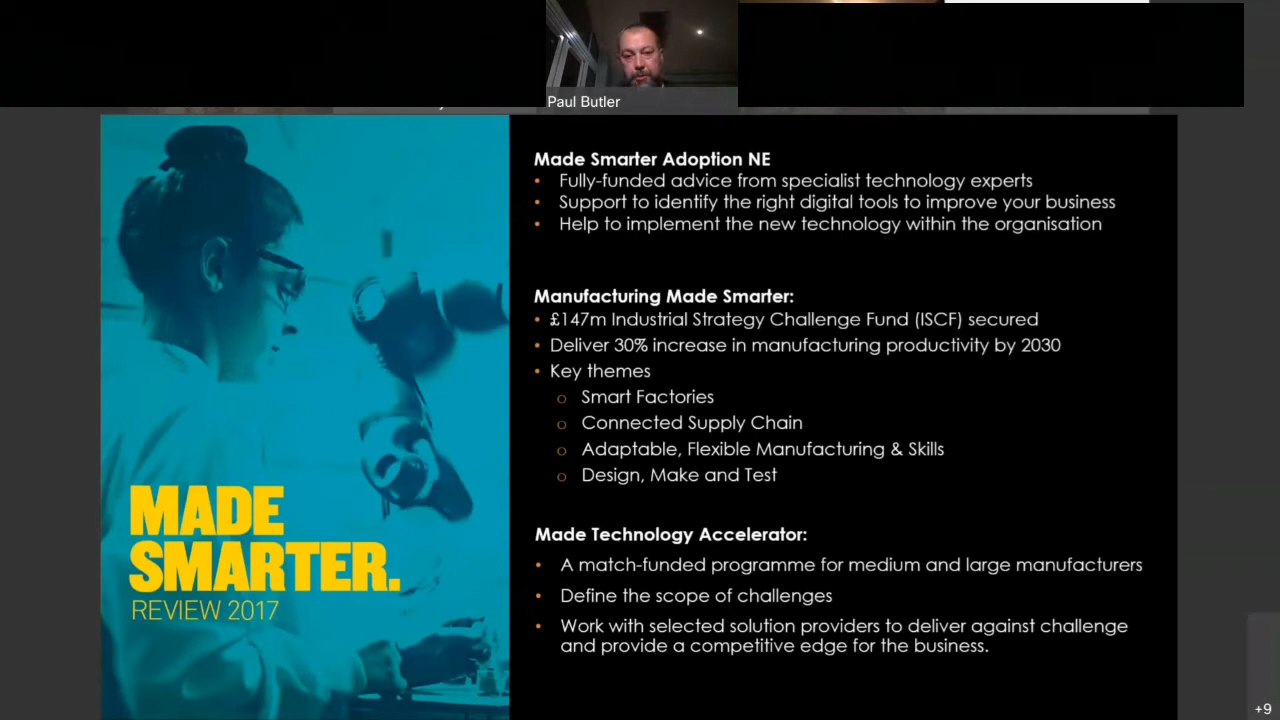 Paul Butler
MADE
SMARTER.
REVIEW 2017
Made Smarter Adoption NE
• Fully-funded advice from specialist technology experts
• Support to identify the right digital tools to improve your business
• Help to implement the new technology within the organisation
Manufacturing Made Smarter:
• £147m Industrial Strategy Challenge Fund (ISCF) secured
• Deliver 30% increase in manufacturing productivity by 2030
• Key themes
o Smart Factories
o Connected Supply Chain
o Adaptable, Flexible Manufacturing & Skills
o Design, Make and Test
Made Technology Accelerator:
• A match-funded programme for medium and large manufacturers
• Define the scope of challenges
• Work with selected solution providers to deliver against challenge
and provide a competitive edge for the business.
+9